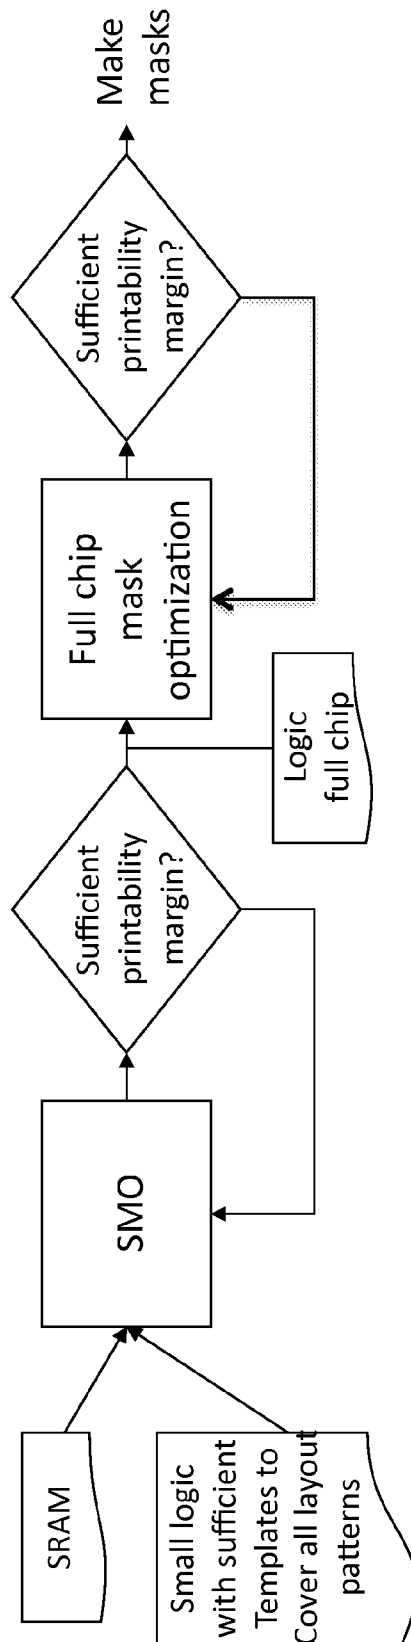 SRAM
Small logic
with sufficient
Templates to
Cover all layout
patterns
SMO
Sufficient
printability
margin?
Logic
full chip
Full chip
mask
optimization
Sufficient
printability
margin?
Make
masks